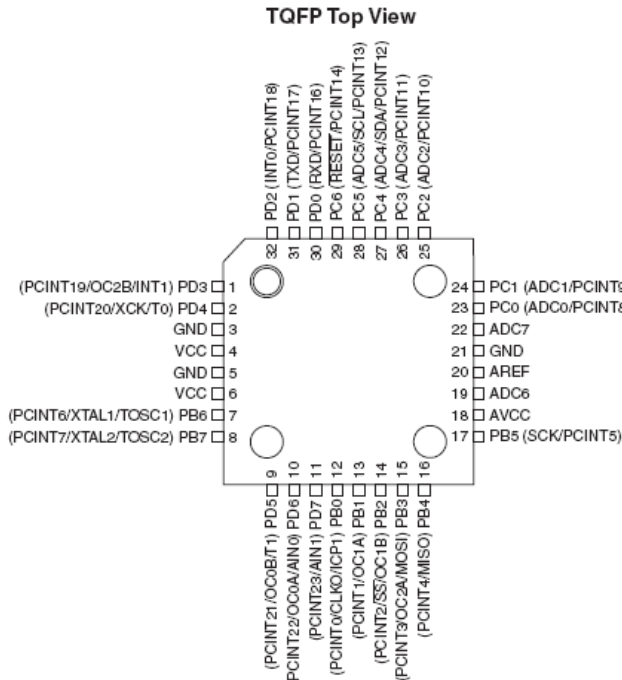 TQFP Top View
PD2 (INT0/PCINT18)
PD1 (TXD/PCINT17)
PD0 (RXD/PCINT16)
PC6 (RESET/PCINT14)
PC5 (ADC5/SCL/PCINT13)
PC4 (ADC4/SDA/PCINT12)
PC3 (ADC3/PCINT11)
PC2 (ADC2/PCINT10)
32
31
30
29
28
27
26
25
(PCINT19/OC2B/INT1) PD3 1
(PCINT20/XCK/T0) PD4 2
GND 3
VCC 4
GND 5
VCC 6
(PCINT6/XTAL1/TOSC1) PB6 7
(PCINT7/XTAL2/TOSC2) PB7 8
24 PC1 (ADC1/PCINT9
23 PC0 (ADC0/PCINT8
22 ADC7
21 GND
20 AREF
19 ADC6
18 AVCC
17 PB5 (SCK/PCINT5)
9
10
11
12
13
14
15
16
(PCINT21/OC0B/T1) PD5
(PCINT22/OC0A/AIN0) PD6
(PCINT23/AIN1) PD7
(PCINT0/CLKO/ICP1) PB0
(PCINT1/OC1A) PB1
(PCINT2/SS/OC1B) PB2
(PCINT3/OC2A/MOSI) PB3
(PCINT4/MISO) PB4